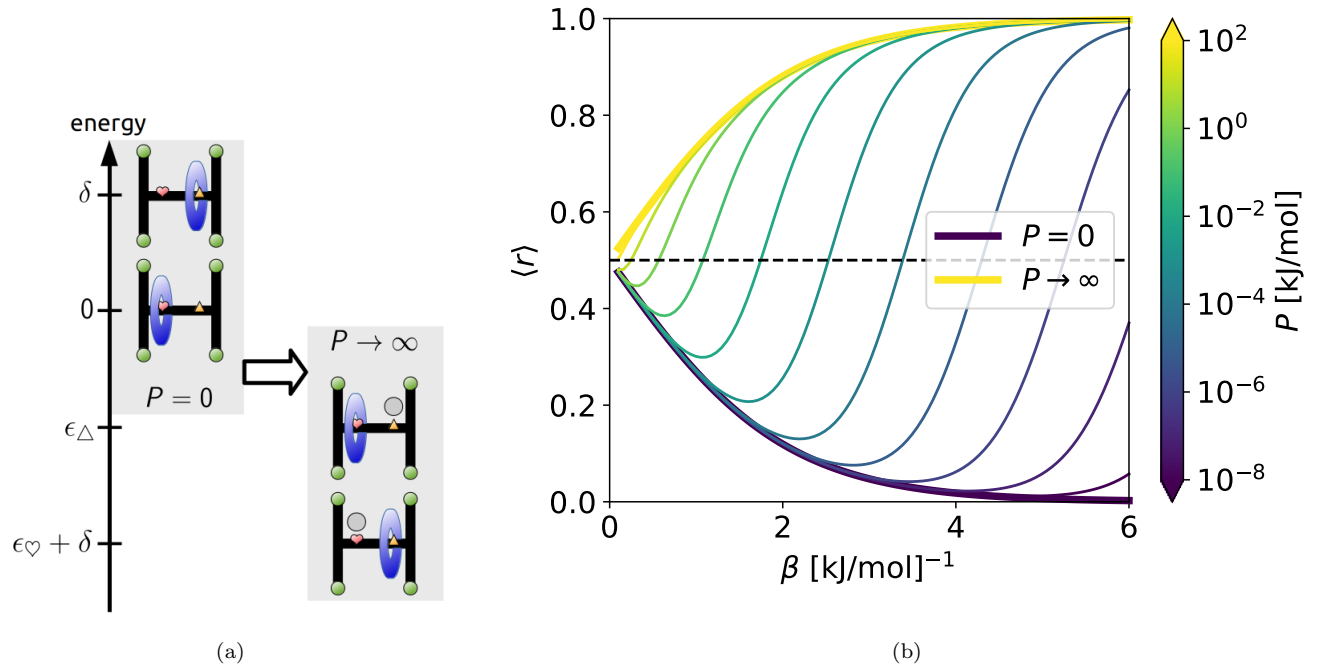 energy
δ
0
P = 0
ϵ△
ϵ♡ + δ
P → ∞
(a)
⟨r⟩
1.0
0.8
0.6
0.4
0.2
0.0
0
2
4
6
β [kJ/mol]⁻¹
P = 0
P → ∞
10²
10⁰
10⁻²
10⁻⁴
10⁻⁶
10⁻⁸
P [kJ/mol]
(b)